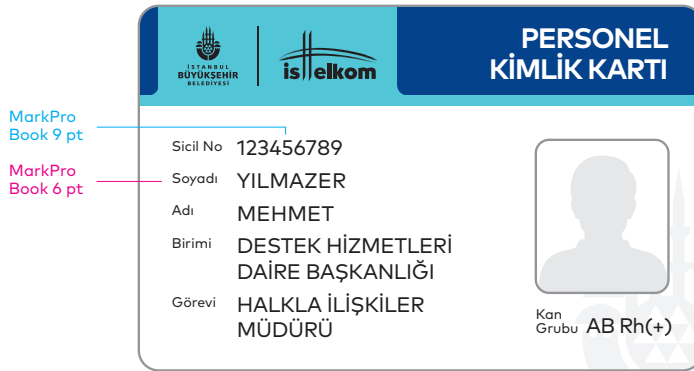 İSTANBUL
BÜYÜKŞEHİR
BELEDİYESİ
isttelkom
PERSONEL
KİMLİK KARTI
MarkPro
Book 9 pt
MarkPro
Book 6 pt
Sicil No 123456789
Soyadı YILMAZER
Adı MEHMET
Birimi DESTEK HİZMETLERİ
DAİRE BAŞKANLIĞI
Görevi HALKLA İLİŞKİLER
MÜDÜRÜ
Kan
Grubu AB Rh(+)